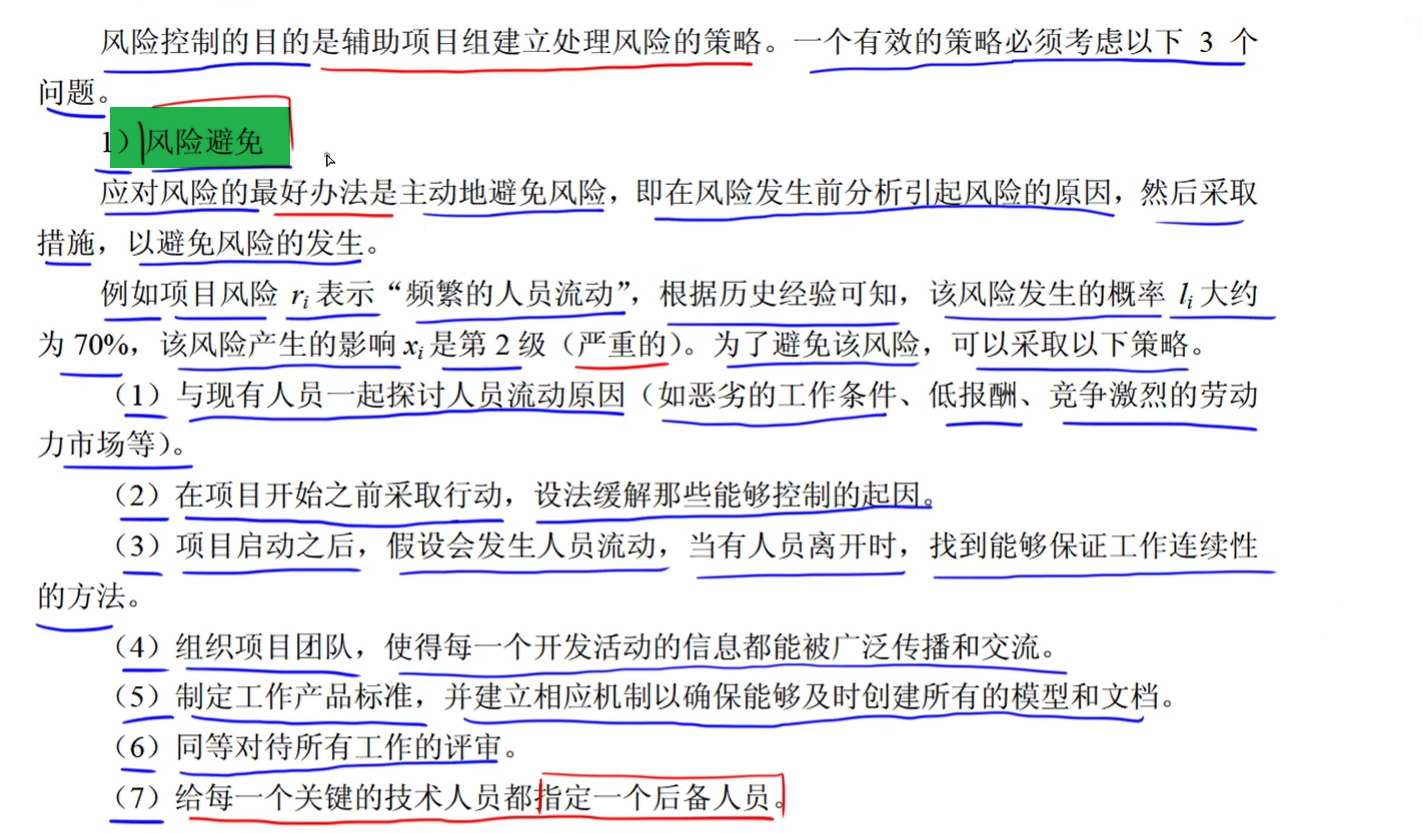 风险控制的目的是辅助项目组建立处理风险的策略。一个有效的策略必须考虑以下 3 个
问题。
1）风险避免
应对风险的最好办法是主动地避免风险，即在风险发生前分析引起风险的原因，然后采取
措施，以避免风险的发生。
例如项目风险 ri 表示“频繁的人员流动”，根据历史经验可知，该风险发生的概率 li 大约
为 70%，该风险产生的影响 xi 是第 2 级（严重的）。为了避免该风险，可以采取以下策略。
（1）与现有人员一起探讨人员流动原因（如恶劣的工作条件、低报酬、竞争激烈的劳动
力市场等）。
（2）在项目开始之前采取行动，设法缓解那些能够控制的起因。
（3）项目启动之后，假设会发生人员流动，当有人员离开时，找到能够保证工作连续性
的方法。
（4）组织项目团队，使得每一个开发活动的信息都能被广泛传播和交流。
（5）制定工作产品标准，并建立相应机制以确保能够及时创建所有的模型和文档。
（6）同等对待所有工作的评审。
（7）给每一个关键的技术人员都指定一个后备人员。